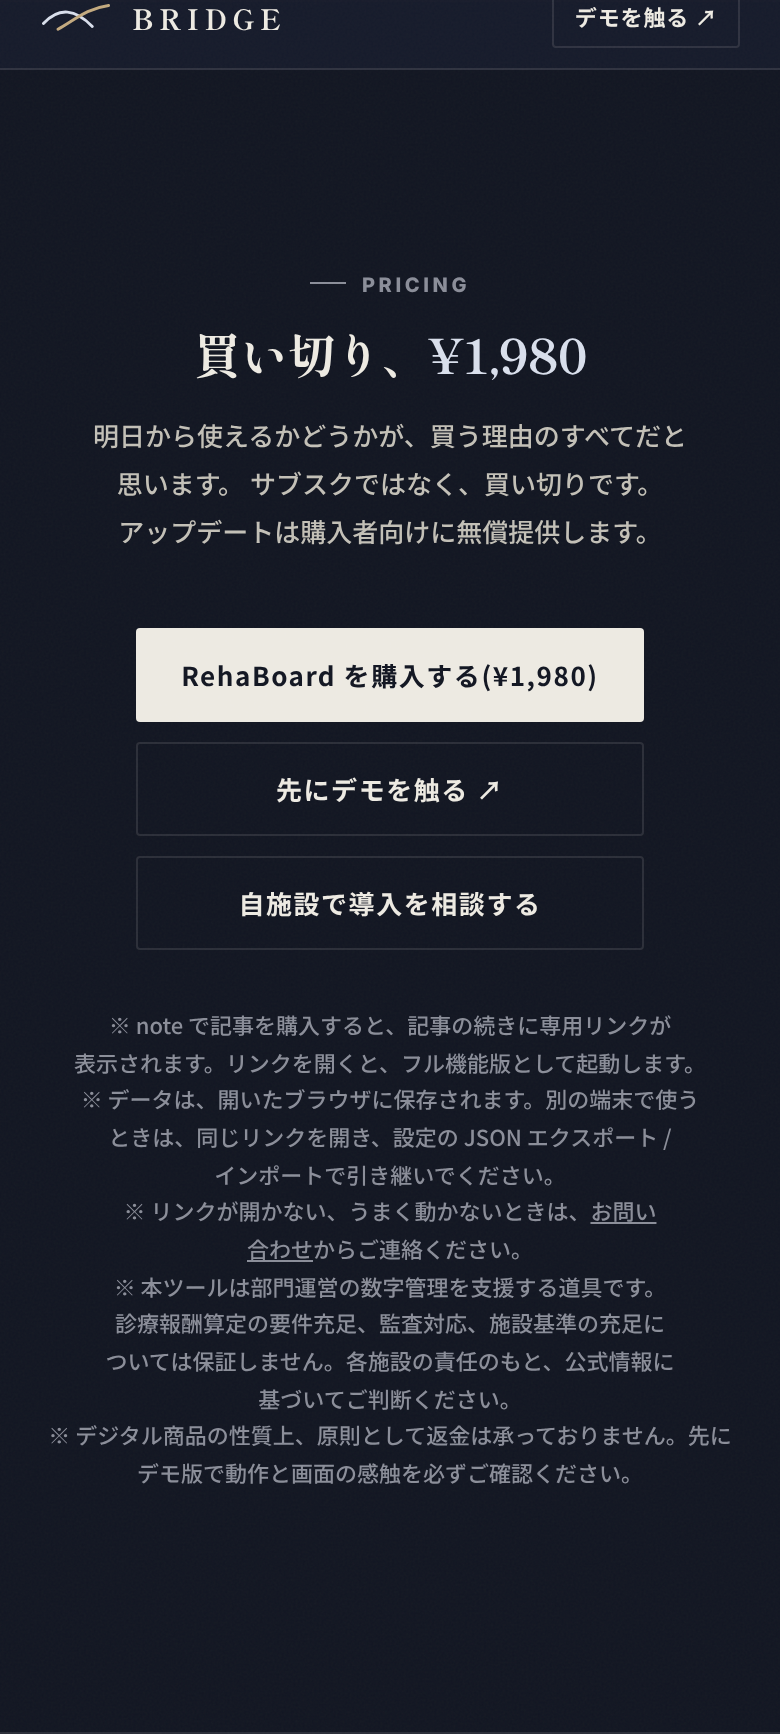 BRIDGE
デモを触る ↗
PRICING
買い切り、¥1,980
明日から使えるかどうかが、買う理由のすべてだと
思います。 サブスクではなく、買い切りです。
アップデートは購入者向けに無償提供します。
RehaBoard を購入する(¥1,980)
先にデモを触る ↗
自施設で導入を相談する
※ note で記事を購入すると、記事の続きに専用リンクが
表示されます。リンクを開くと、フル機能版として起動します。
※ データは、開いたブラウザに保存されます。別の端末で使う
ときは、同じリンクを開き、設定の JSON エクスポート /
インポートで引き継いでください。
※ リンクが開かない、うまく動かないときは、お問い
合わせからご連絡ください。
※ 本ツールは部門運営の数字管理を支援する道具です。
診療報酬算定の要件充足、監査対応、施設基準の充足に
ついては保証しません。各施設の責任のもと、公式情報に
基づいてご判断ください。
※ デジタル商品の性質上、原則として返金は承っておりません。先に
デモ版で動作と画面の感触を必ずご確認ください。